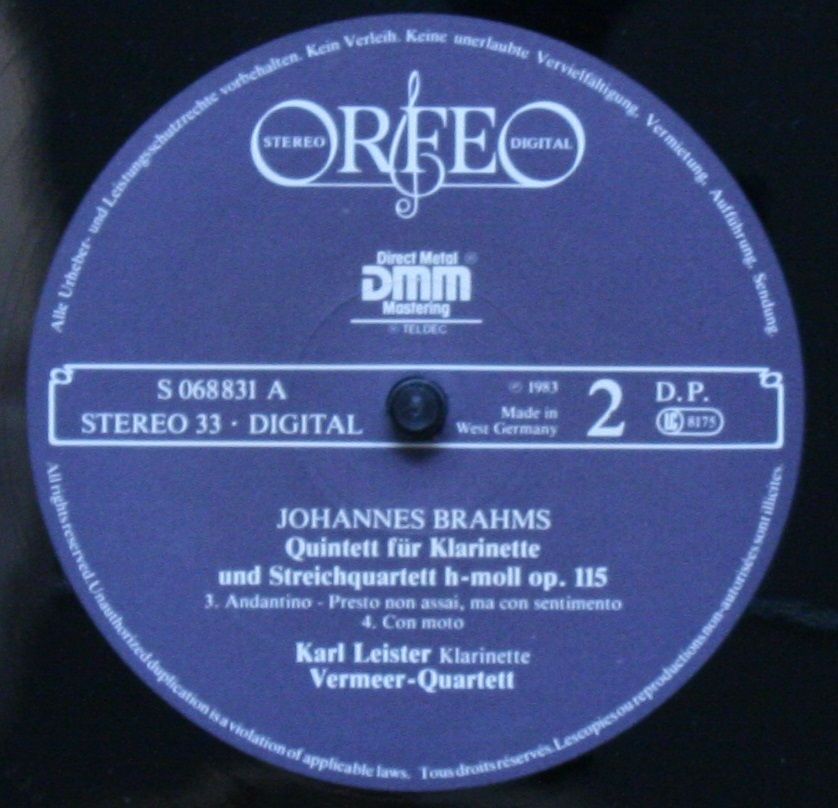 Alle Urheber- und Leistungsschutzrechte vorbehalten. Kein Verleih. Keine unerlaubte Vervielfältigung, Vermietung, Aufführung, Sendung.
ORFEO
STEREO
DIGITAL
Direct Metal ®
DMM
Mastering
® TELDEC
S 068831 A
STEREO 33 · DIGITAL
℗ 1983
Made in
West Germany
2
D.P.
LC 8175
JOHANNES BRAHMS
Quintett für Klarinette
und Streichquartett h-moll op. 115
3. Andantino - Presto non assai, ma con sentimento
4. Con moto
Karl Leister Klarinette
Vermeer-Quartett
All rights reserved. Unauthorized duplication is a violation of applicable laws. Tous droits réservés. Les copies ou reproductions non-autorisées sont illicites.